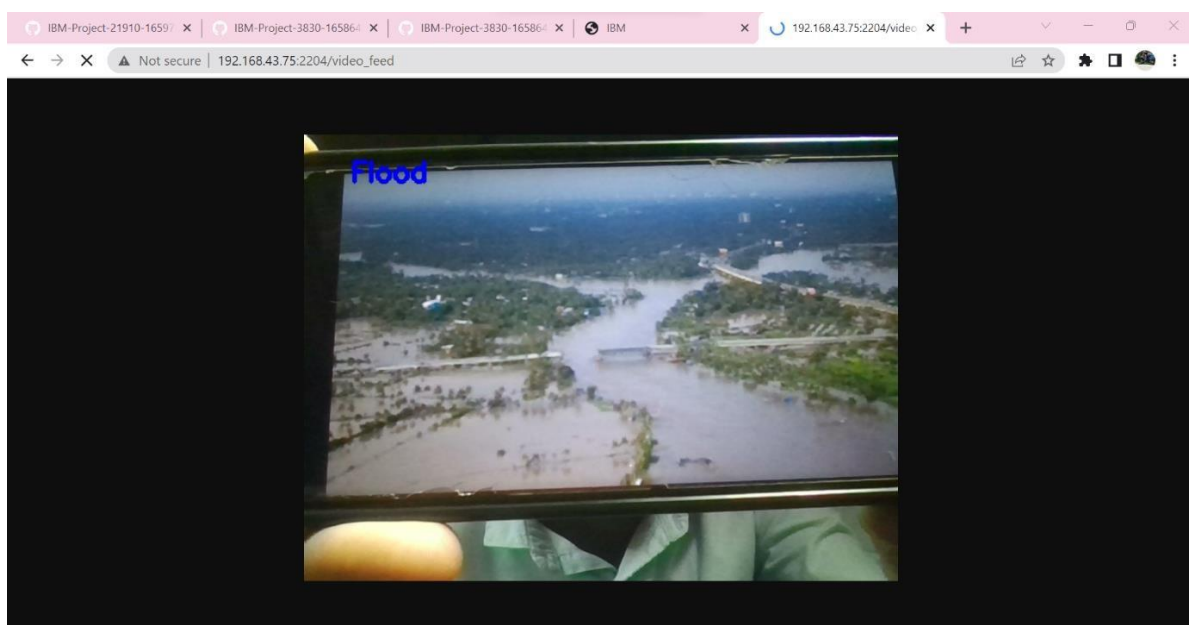 IBM-Project-21910-16597
IBM-Project-3830-165864
IBM-Project-3830-165864
IBM
192.168.43.75:2204/video
Not secure
192.168.43.75:2204/video_feed
Flood